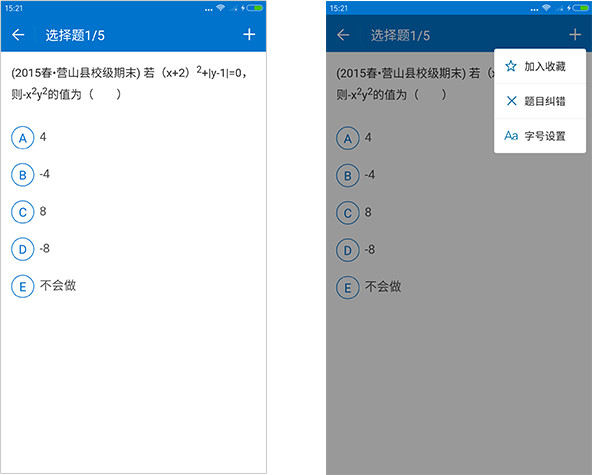 15:21
选择题1/5
(2015春•营山县校级期末) 若（x+2）²+|y-1|=0，
则-x²y²的值为（　　）
A 4
B -4
C 8
D -8
E 不会做
15:21
选择题1/5
(2015春•营山县校级期末) 若（x
则-x²y²的值为（　　）
A 4
B -4
C 8
D -8
E 不会做
加入收藏
题目纠错
Aa 字号设置